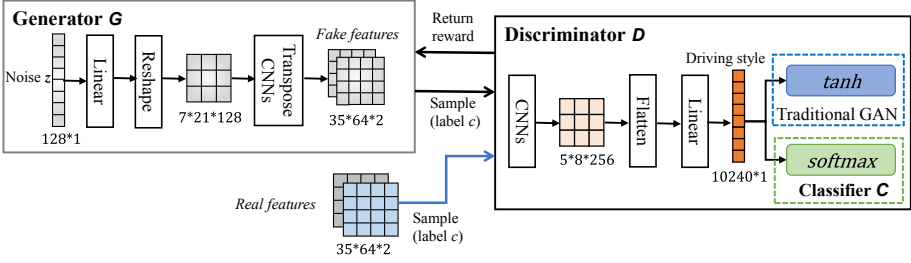 Generator G
Noise z
128*1
Linear
Reshape
7*21*128
Transpose
CNNs
Fake features
35*64*2
Return
reward
Sample
(label c)
Real features
35*64*2
Sample
(label c)
Discriminator D
CNNs
5*8*256
Flatten
Linear
Driving style
10240*1
tanh
Traditional GAN
softmax
Classifier C